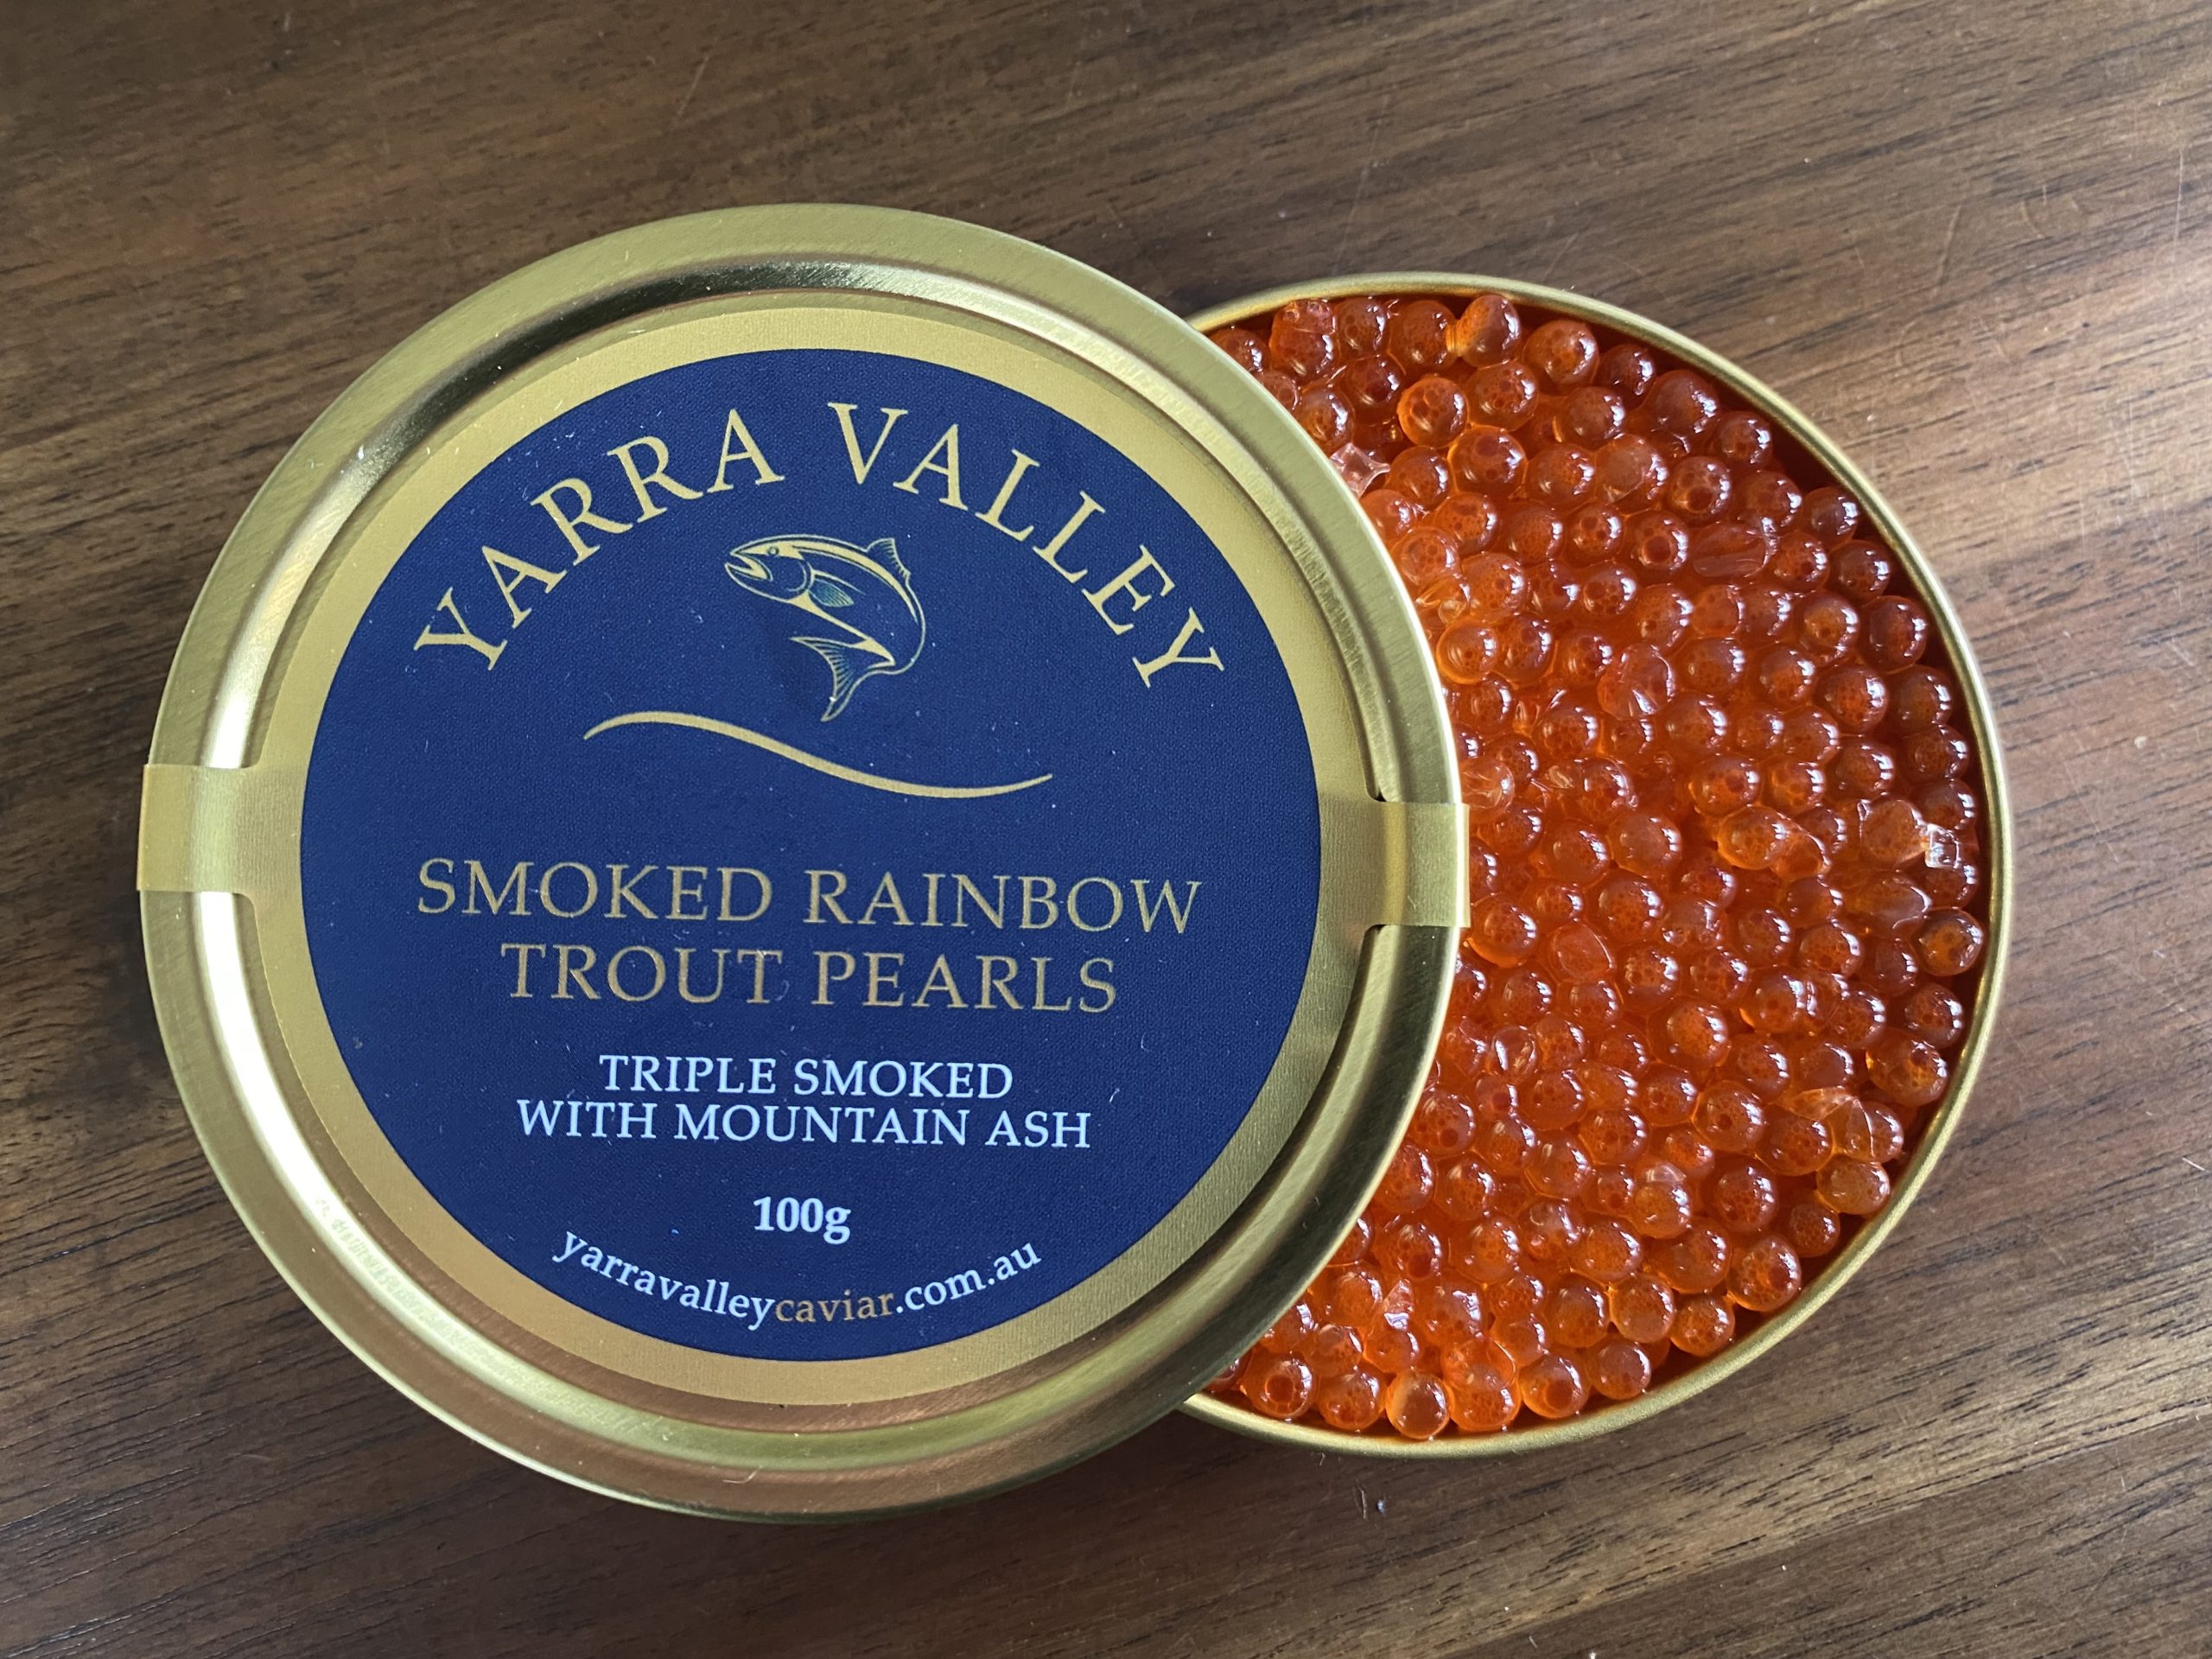 YARRA VALLEY
SMOKED RAINBOW
TROUT PEARLS
TRIPLE SMOKED
WITH MOUNTAIN ASH
100g
yarravalleycaviar.com.au